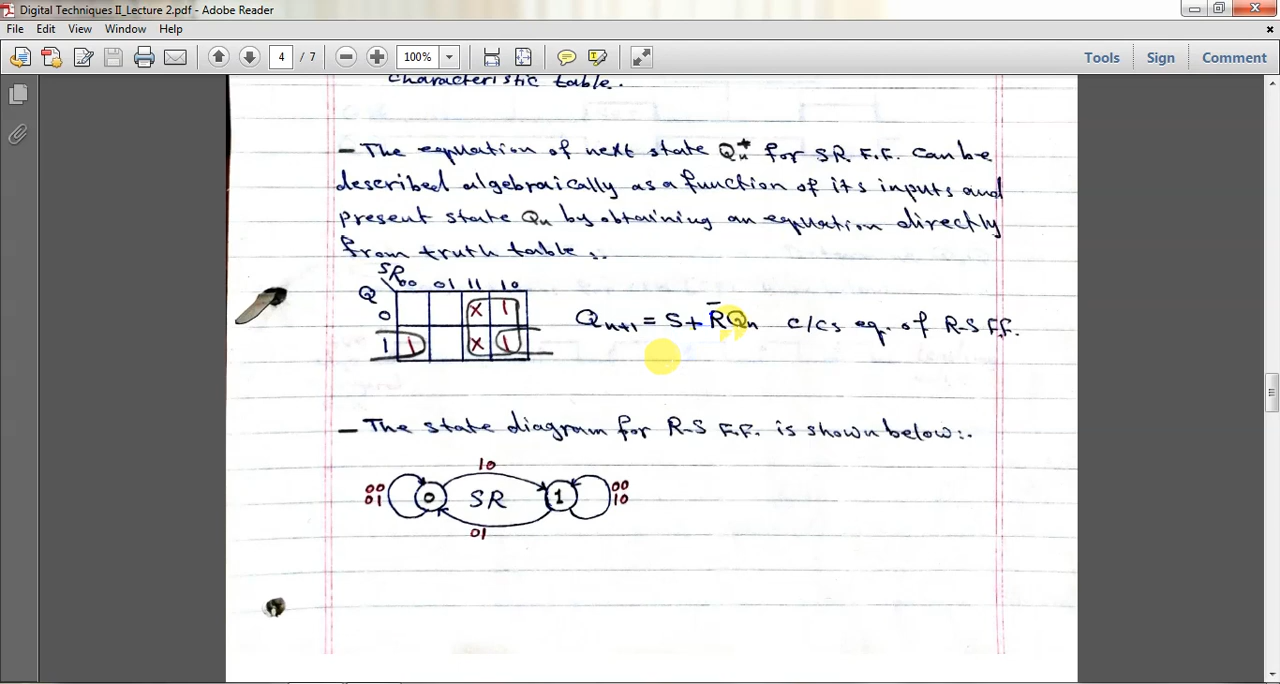 Digital Techniques II_Lecture 2.pdf - Adobe Reader
File Edit View Window Help
4 / 7 100% Tools Sign Comment
characteristic table.
- The equation of next state Qn+ for SR F.F. can be
described algebraically as a function of its inputs and
present state Qn by obtaining an equation directly
from truth table :.
SR
Q 00 01 11 10
0 X 1
1 1 X 1
Qn+1 = S + R̅Qn c/cs eq. of R-S F.F.
- The state diagram for R-S F.F. is shown below:.
10
00 00
01 0 SR 1 10
01